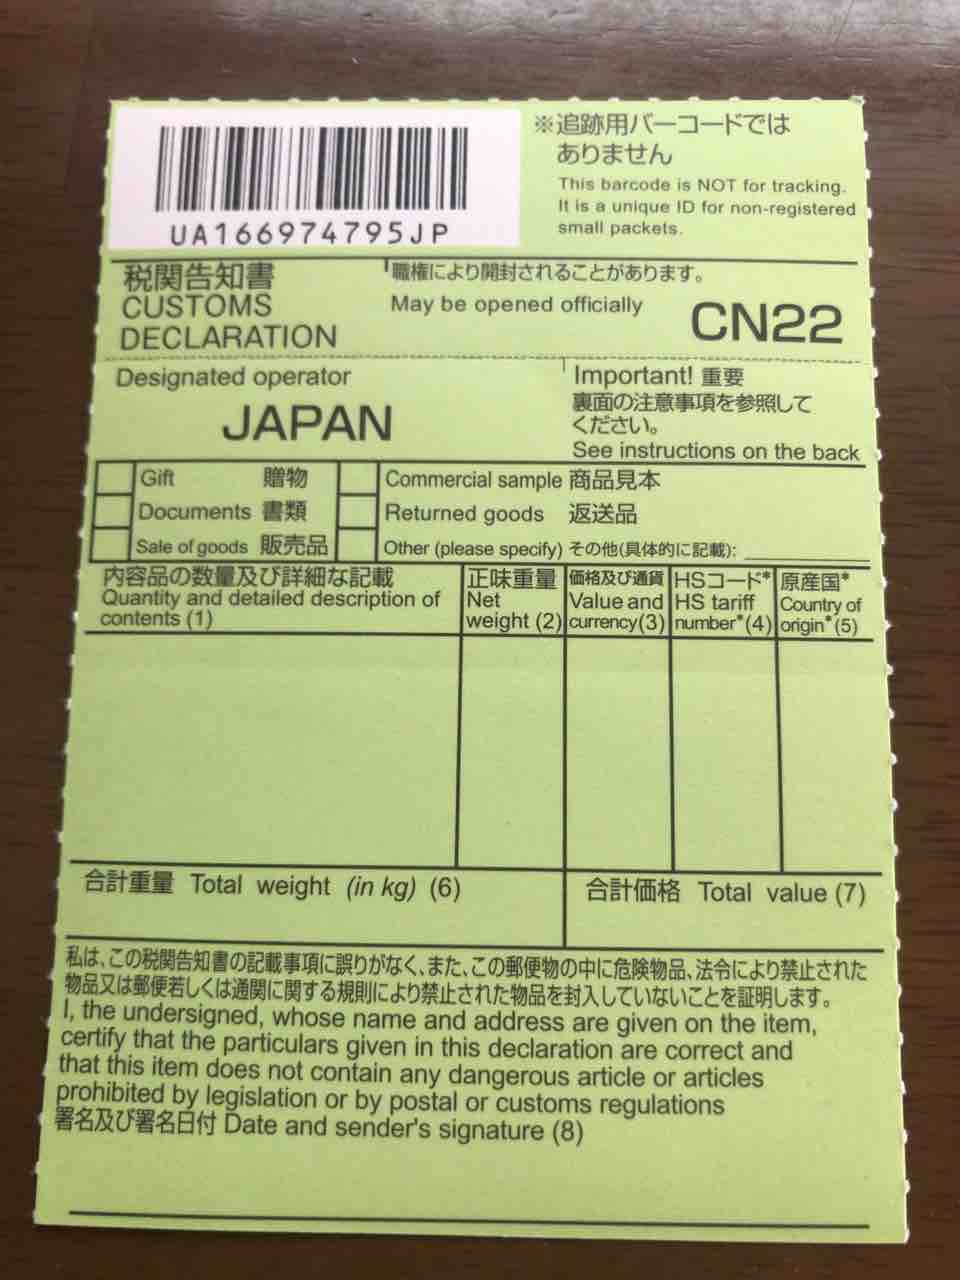 UA166974795JP
※追跡用バーコードでは
ありません
This barcode is NOT for tracking.
It is a unique ID for non-registered
small packets.
税関告知書
CUSTOMS
DECLARATION
職権により開封されることがあります。
May be opened officially
CN22
Designated operator
JAPAN
Important! 重要
裏面の注意事項を参照して
ください。
See instructions on the back
Gift 贈物
Commercial sample 商品見本
Documents 書類
Returned goods 返送品
Sale of goods 販売品
Other (please specify) その他(具体的に記載):
内容品の数量及び詳細な記載
Quantity and detailed description of
contents (1)
正味重量
Net
weight (2)
価格及び通貨
Value and
currency(3)
HSコード*
HS tariff
number*(4)
原産国*
Country of
origin*(5)
合計重量 Total weight (in kg) (6)
合計価格 Total value (7)
私は、この税関告知書の記載事項に誤りがなく、また、この郵便物の中に危険物品、法令により禁止された
物品又は郵便若しくは通関に関する規則により禁止された物品を封入していないことを証明します。
I, the undersigned, whose name and address are given on the item,
certify that the particulars given in this declaration are correct and
that this item does not contain any dangerous article or articles
prohibited by legislation or by postal or customs regulations
署名及び署名日付 Date and sender's signature (8)